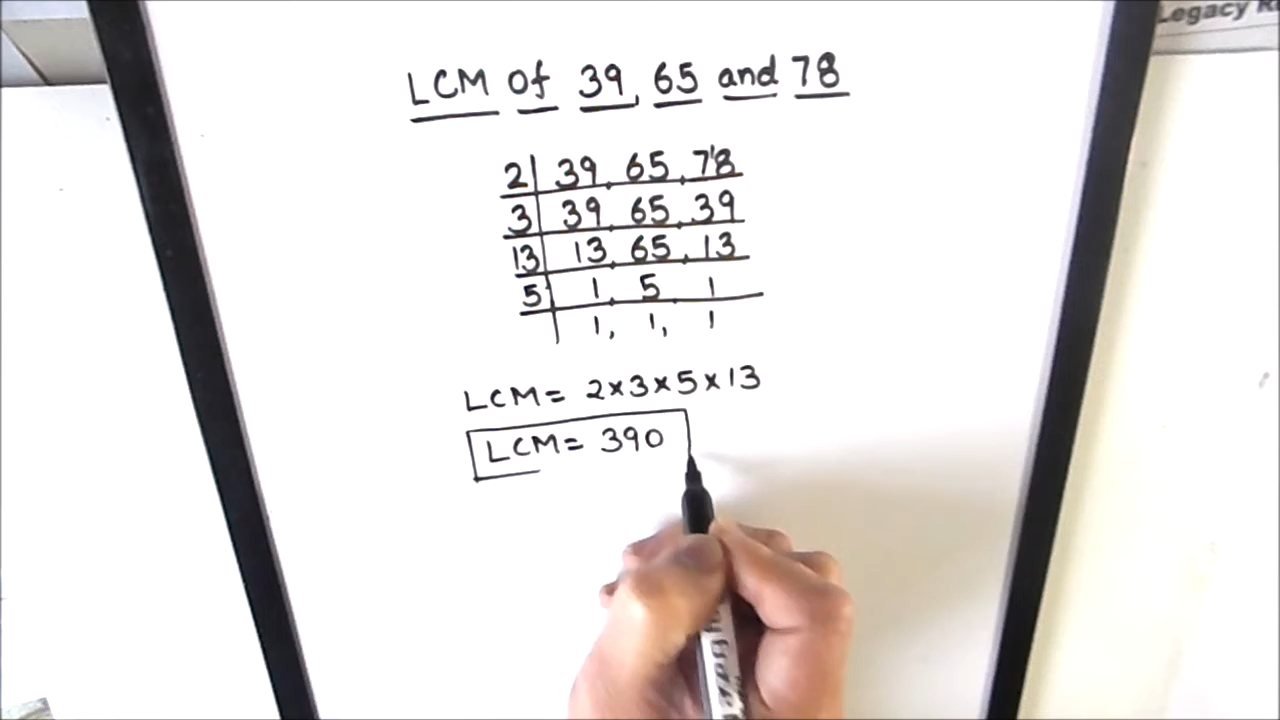 Legacy
LCM of 39, 65 and 78
2 | 39, 65, 78
3 | 39, 65, 39
13 | 13, 65, 13
5 | 1, 5, 1
| 1, 1, 1
LCM = 2×3×5×13
LCM = 390